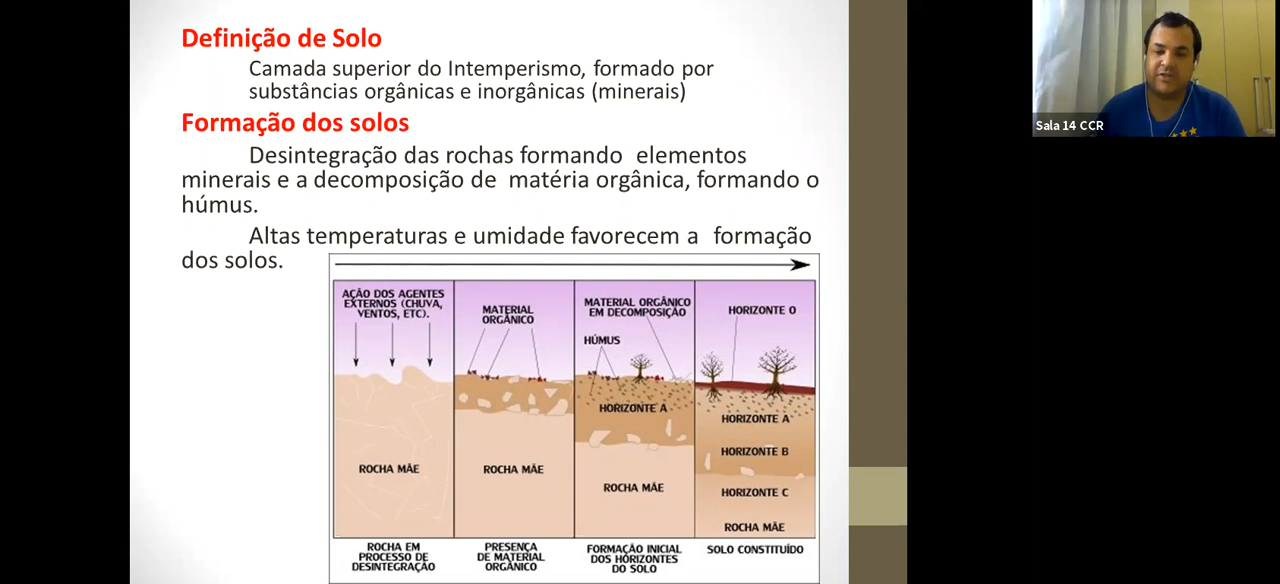 Definição de Solo
Camada superior do Intemperismo, formado por
substâncias orgânicas e inorgânicas (minerais)
Formação dos solos
Desintegração das rochas formando elementos
minerais e a decomposição de matéria orgânica, formando o
húmus.
Altas temperaturas e umidade favorecem a formação
dos solos.
AÇÃO DOS AGENTES
EXTERNOS (CHUVA,
VENTOS, ETC).
ROCHA MÃE
ROCHA EM
PROCESSO DE
DESINTEGRAÇÃO
MATERIAL
ORGÂNICO
ROCHA MÃE
PRESENÇA
DE MATERIAL
ORGÂNICO
MATERIAL ORGÂNICO
EM DECOMPOSIÇÃO
HÚMUS
HORIZONTE A
ROCHA MÃE
FORMAÇÃO INICIAL
DOS HORIZONTES
DO SOLO
HORIZONTE O
HORIZONTE A
HORIZONTE B
HORIZONTE C
ROCHA MÃE
SOLO CONSTITUÍDO
Sala 14 CCR